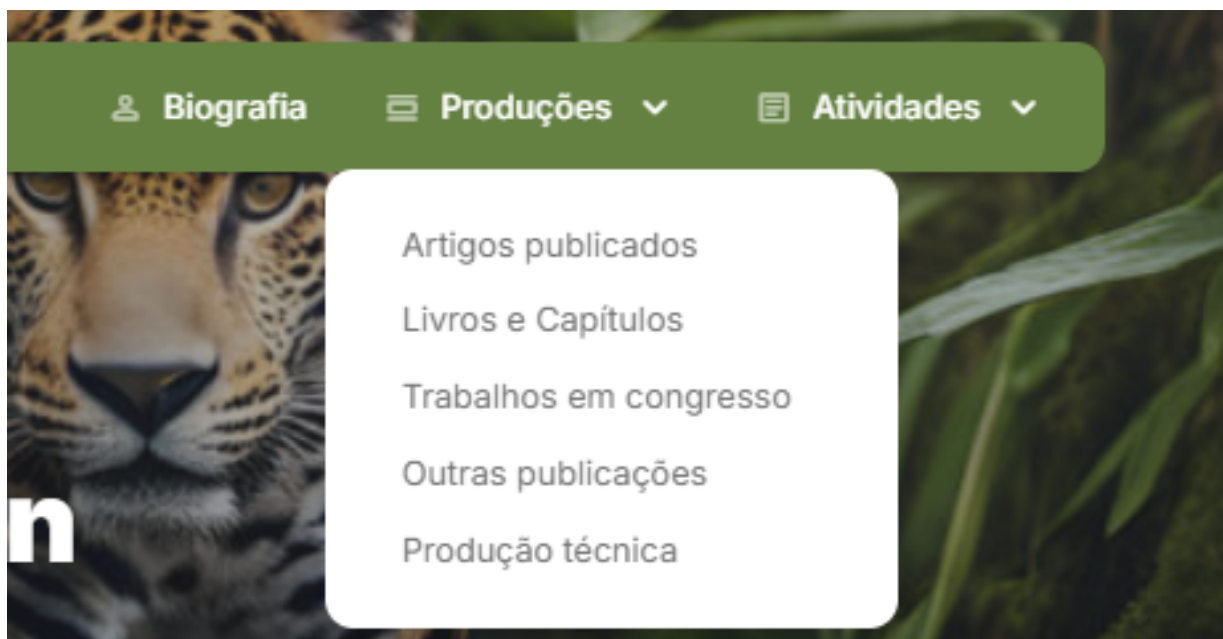 Biografia Produções Atividades
Artigos publicados
Livros e Capítulos
Trabalhos em congresso
Outras publicações
Produção técnica
n